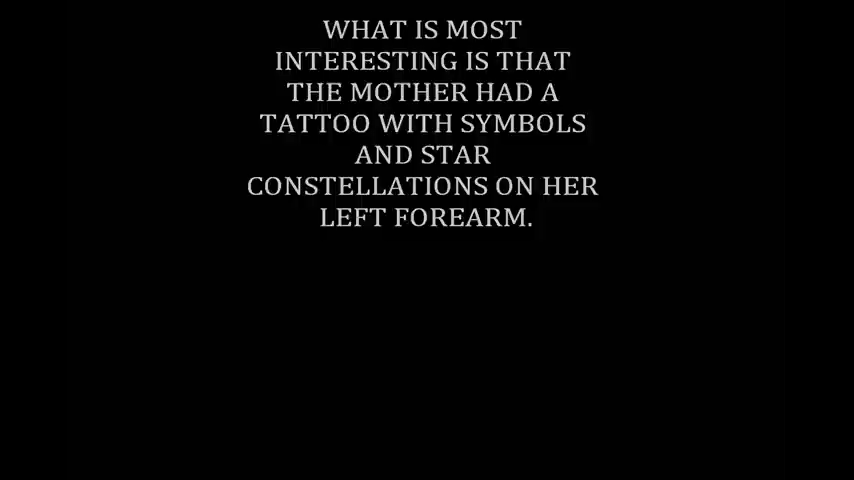 WHAT IS MOST
INTERESTING IS THAT
THE MOTHER HAD A
TATTOO WITH SYMBOLS
AND STAR
CONSTELLATIONS ON HER
LEFT FOREARM.